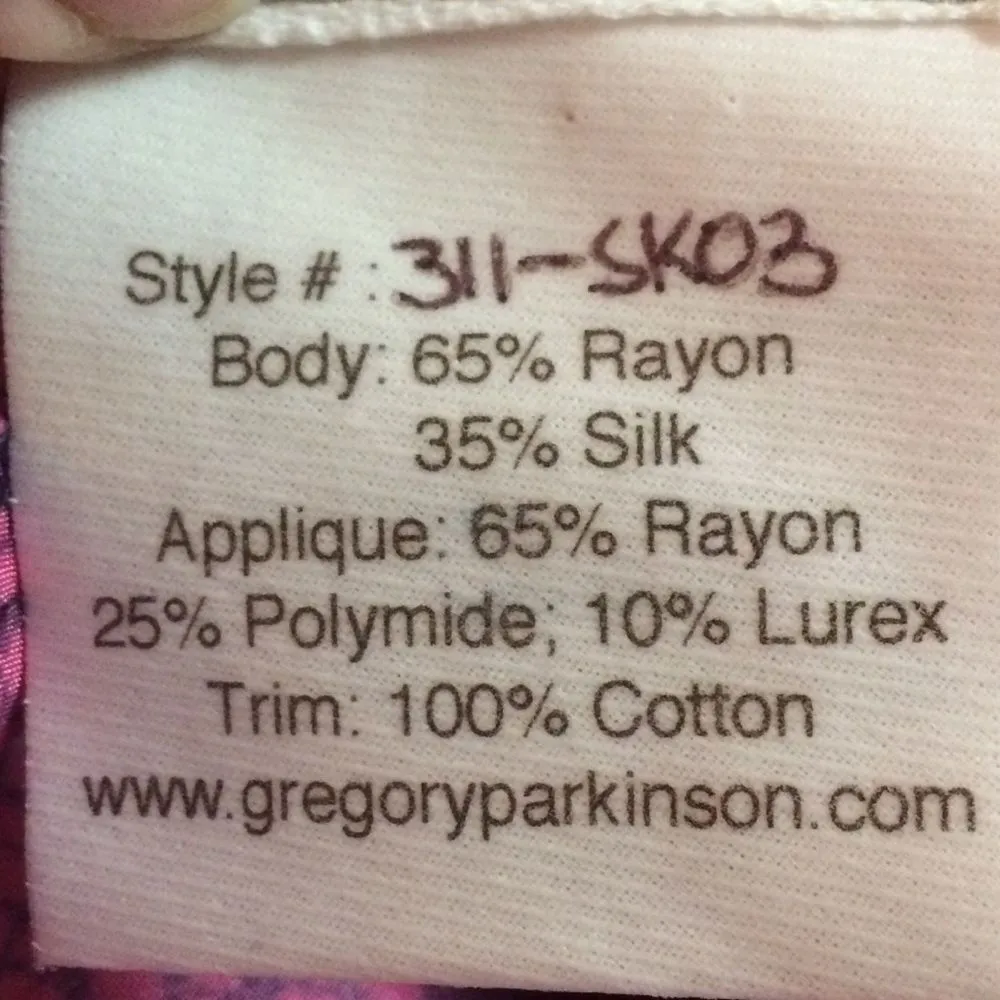 Style # : 311-SK03
Body: 65% Rayon
35% Silk
Applique: 65% Rayon
25% Polymide; 10% Lurex
Trim: 100% Cotton
www.gregoryparkinson.com